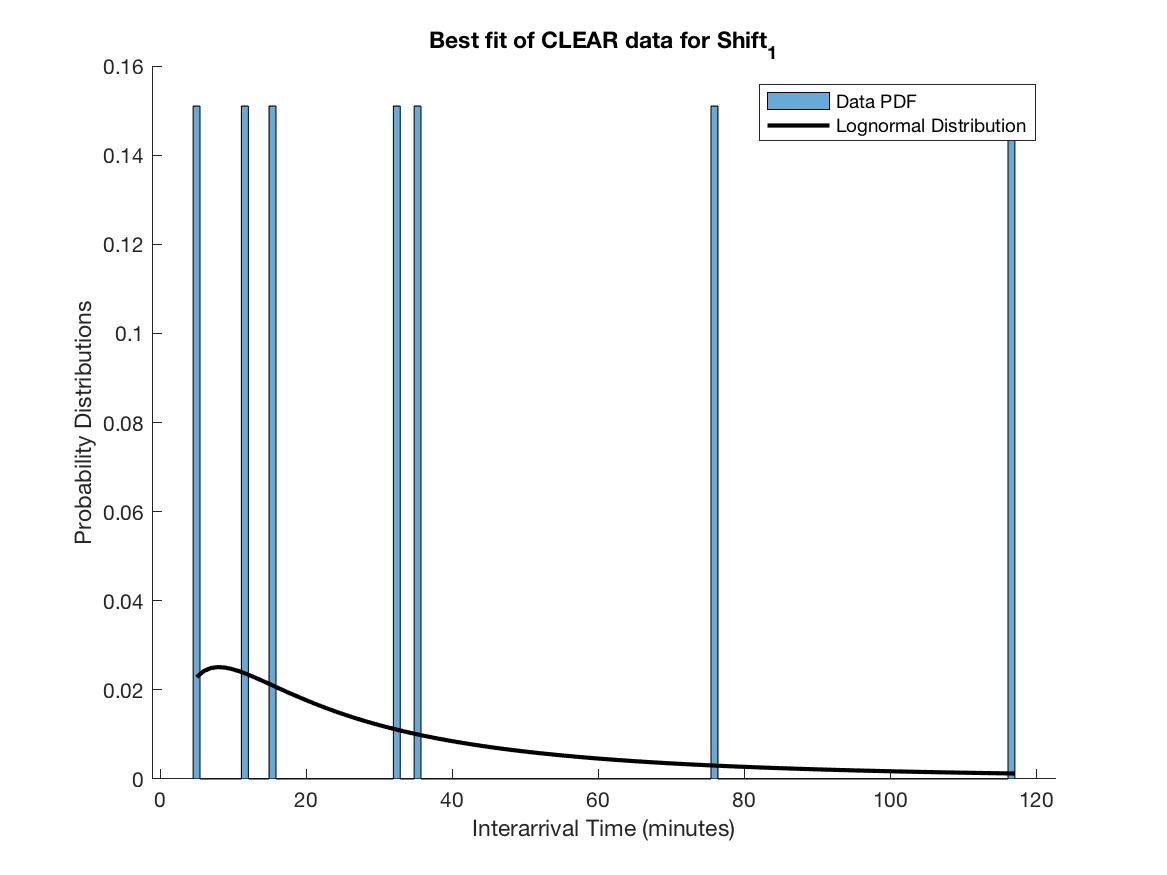 Best fit of CLEAR data for Shift₁
Data PDF
Lognormal Distribution
0.16
0.14
0.12
0.1
0.08
0.06
0.04
0.02
0
Probability Distributions
0 20 40 60 80 100 120
Interarrival Time (minutes)